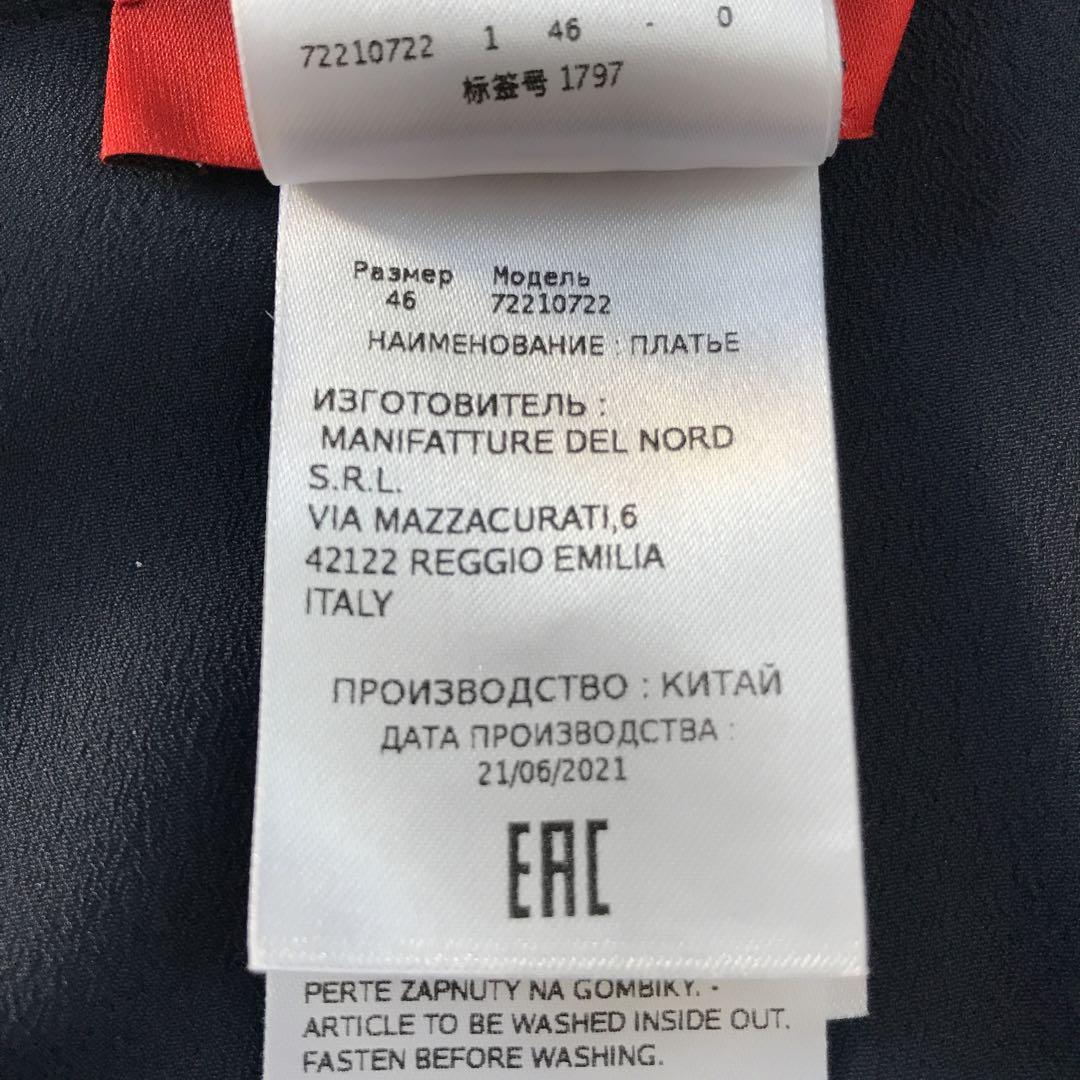 72210722 1 46 - 0
标签号 1797
Размер Модель
46 72210722
НАИМЕНОВАНИЕ : ПЛАТЬЕ
ИЗГОТОВИТЕЛЬ :
MANIFATTURE DEL NORD
S.R.L.
VIA MAZZACURATI,6
42122 REGGIO EMILIA
ITALY
ПРОИЗВОДСТВО : КИТАЙ
ДАТА ПРОИЗВОДСТВА :
21/06/2021
EAC
PERTE ZAPNUTY NA GOMBIKY. -
ARTICLE TO BE WASHED INSIDE OUT.
FASTEN BEFORE WASHING.